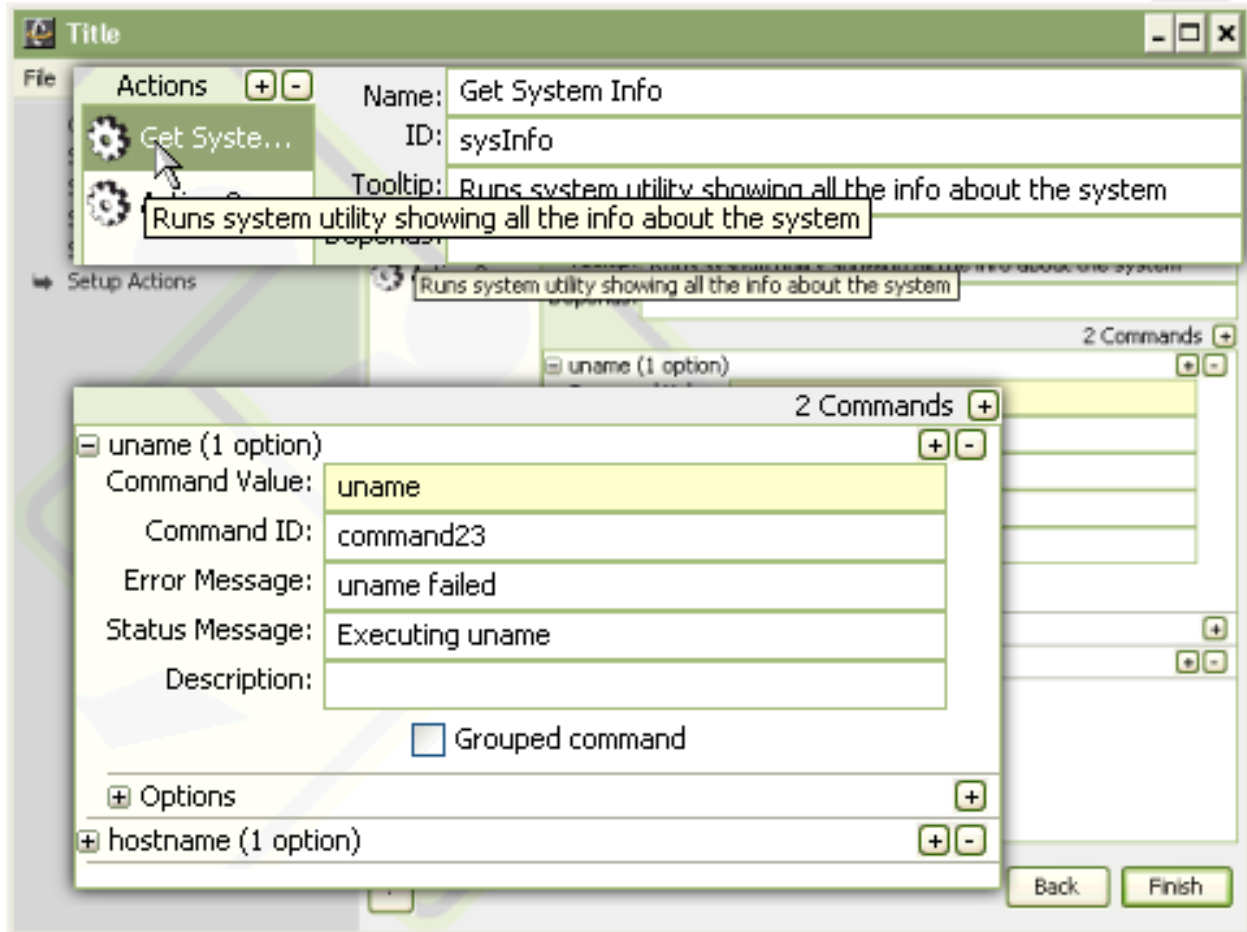 Title
File
Actions + -
Get Syste...
Name: Get System Info
ID: sysInfo
Tooltip: Runs system utility showing all the info about the system
Runs system utility showing all the info about the system
Depends:
Setup Actions
Runs system utility showing all the info about the system
2 Commands +
uname (1 option) + -
2 Commands +
uname (1 option) + -
Command Value: uname
Command ID: command23
Error Message: uname failed
Status Message: Executing uname
Description:
Grouped command
Options +
hostname (1 option) + -
Back Finish